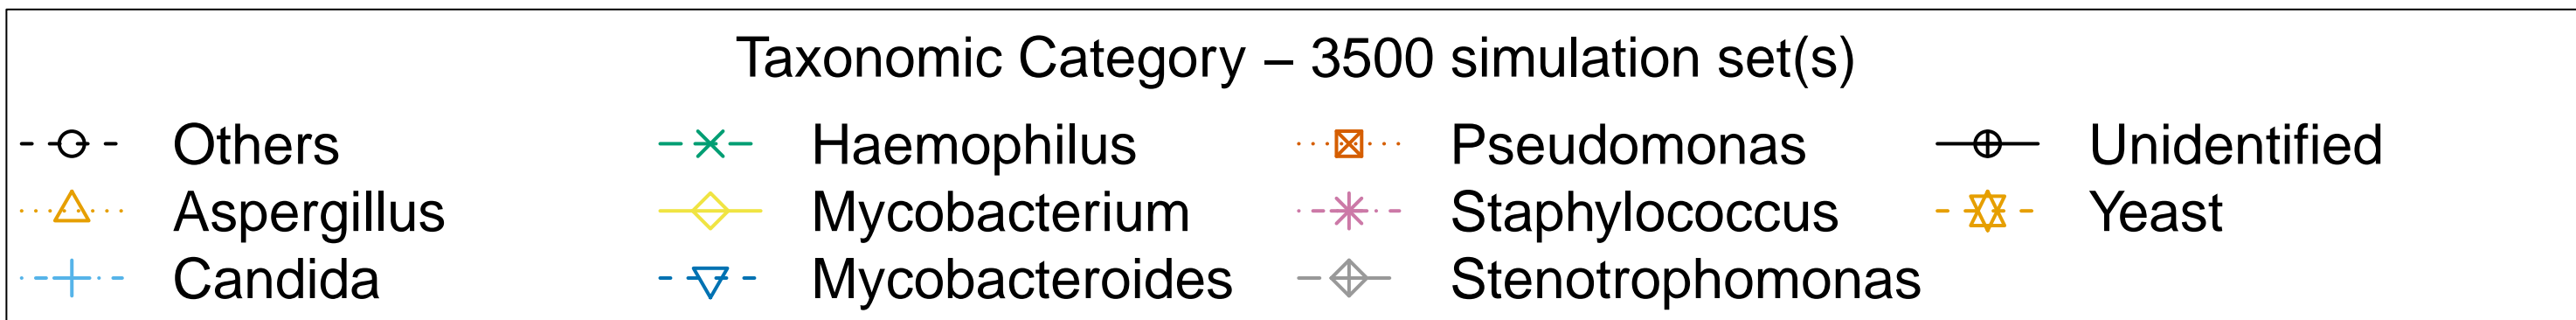 Taxonomic Category – 3500 simulation set(s)
Others Haemophilus Pseudomonas Unidentified
Aspergillus Mycobacterium Staphylococcus Yeast
Candida Mycobacteroides Stenotrophomonas